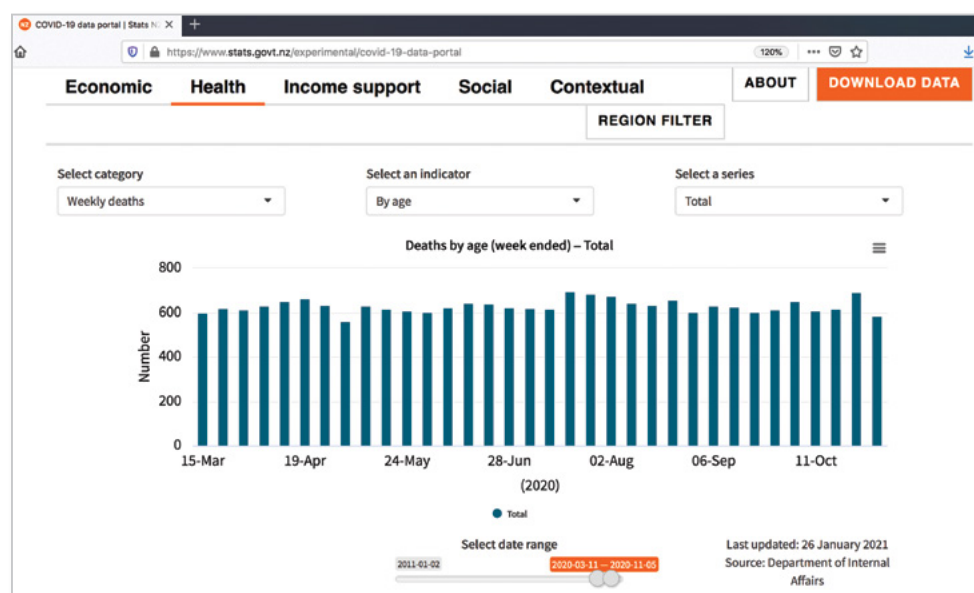 COVID-19 data portal | Stats N
https://www.stats.govt.nz/experimental/covid-19-data-portal
120%
Economic Health Income support Social Contextual ABOUT DOWNLOAD DATA
REGION FILTER
Select category Select an indicator Select a series
Weekly deaths By age Total
Deaths by age (week ended) – Total
800
600
400
200
0
Number
15-Mar 19-Apr 24-May 28-Jun 02-Aug 06-Sep 11-Oct
(2020)
Total
Select date range
2011-01-02 2020-03-11 — 2020-11-05
Last updated: 26 January 2021
Source: Department of Internal
Affairs